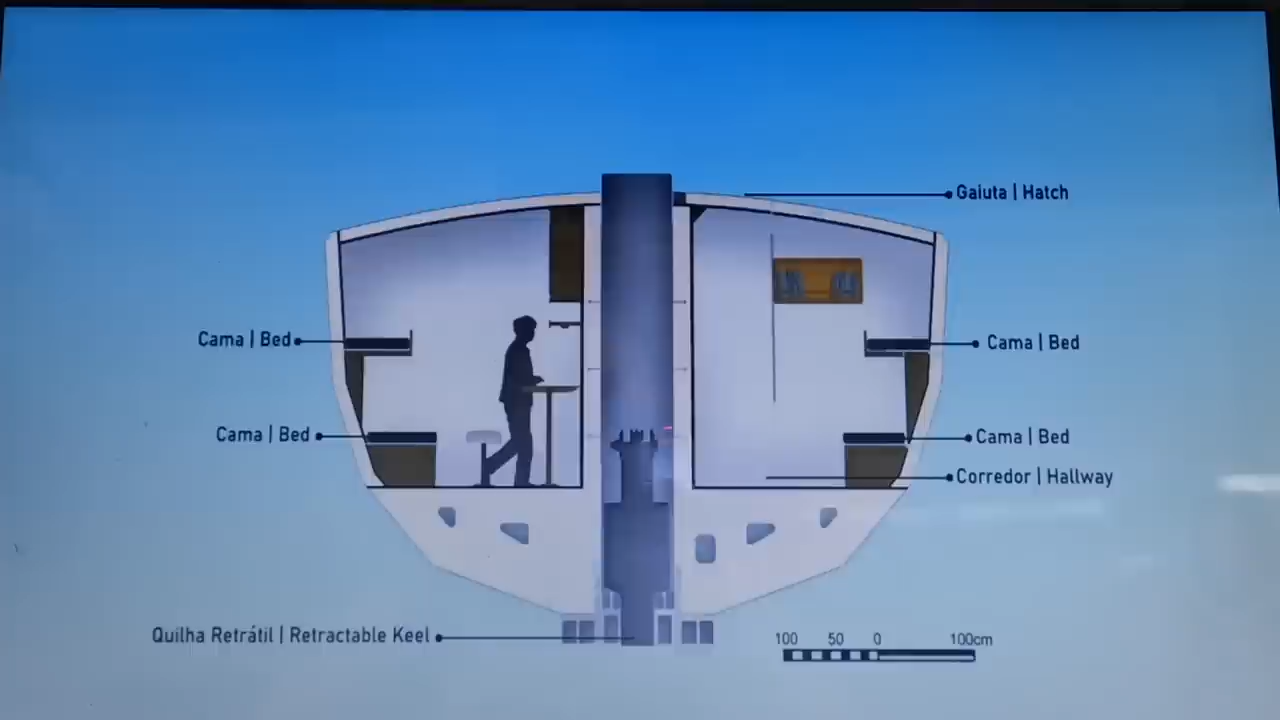 Gaiuta | Hatch
Cama | Bed
Cama | Bed
Cama | Bed
Cama | Bed
Corredor | Hallway
Quilha Retrátil | Retractable Keel
100 50 0 100cm